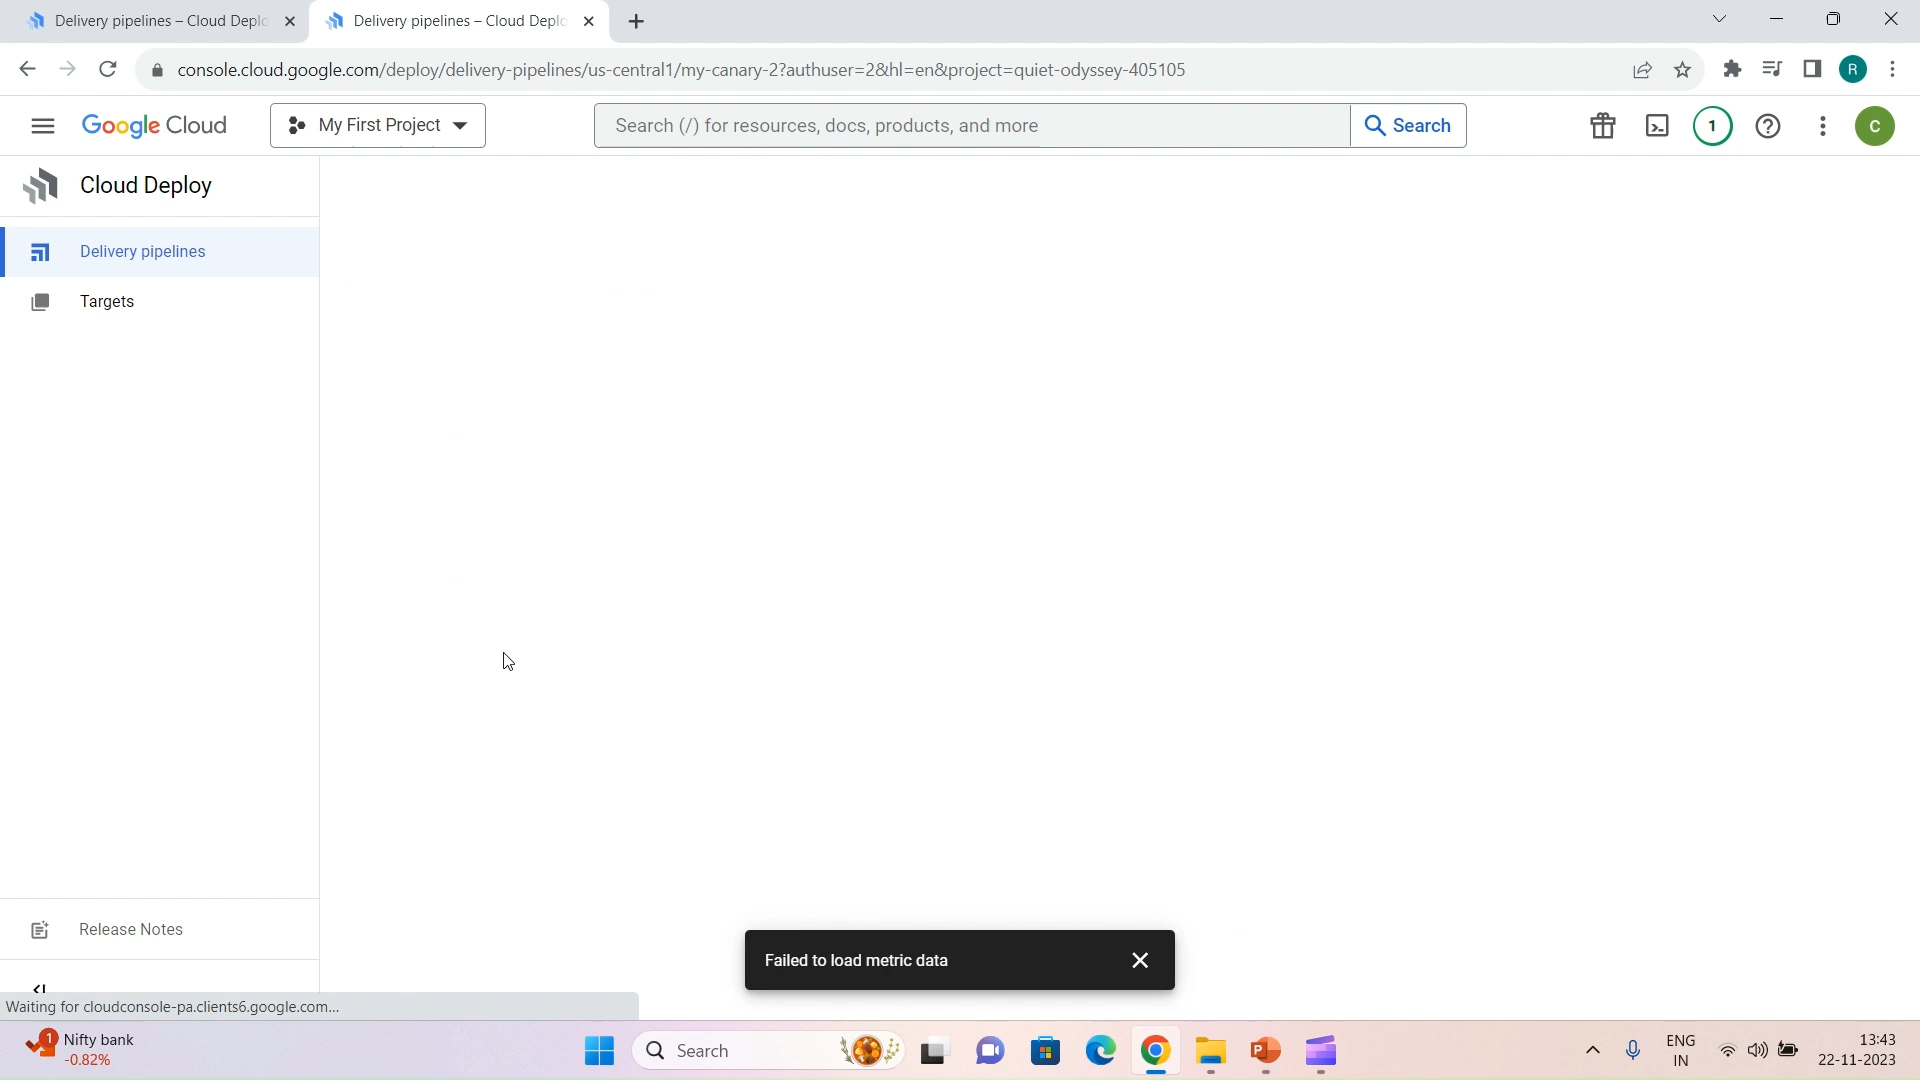 Delivery pipelines – Cloud Deplo
Delivery pipelines – Cloud Deplo
console.cloud.google.com/deploy/delivery-pipelines/us-central1/my-canary-2?authuser=2&hl=en&project=quiet-odyssey-405105
R
Google Cloud
My First Project
Search (/) for resources, docs, products, and more
Search
1
C
Cloud Deploy
Delivery pipelines
Targets
Release Notes
Failed to load metric data
Waiting for cloudconsole-pa.clients6.google.com...
1
Nifty bank
-0.82%
Search
ENG
IN
13:43
22-11-2023